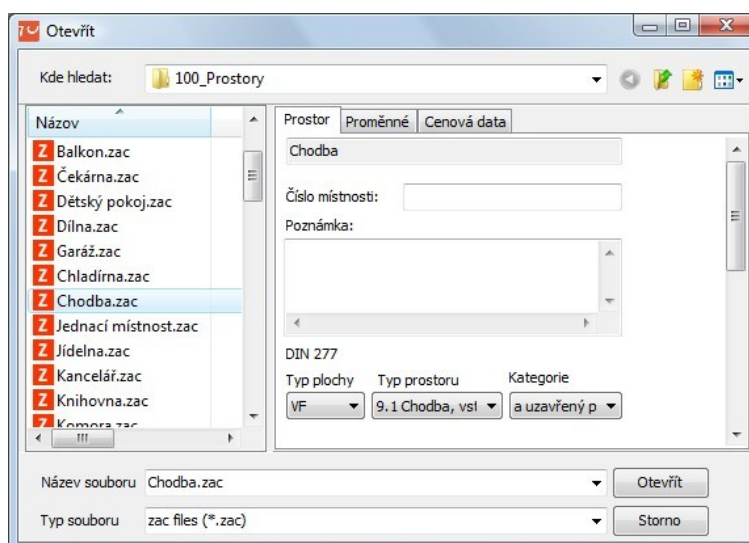 Otevřít
Kde hledat: 100_Prostory
Název
Balkon.zac
Čekárna.zac
Dětský pokoj.zac
Dílna.zac
Garáž.zac
Chladírna.zac
Chodba.zac
Jednací místnost.zac
Jídelna.zac
Kancelář.zac
Knihovna.zac
Komora.zac
Prostor Proměnné Cenová data
Chodba
Číslo místnosti:
Poznámka:
DIN 277
Typ plochy Typ prostoru Kategorie
VF 9.1 Chodba, vst a uzavřený p
Název souboru Chodba.zac Otevřít
Typ souboru zac files (*.zac) Storno